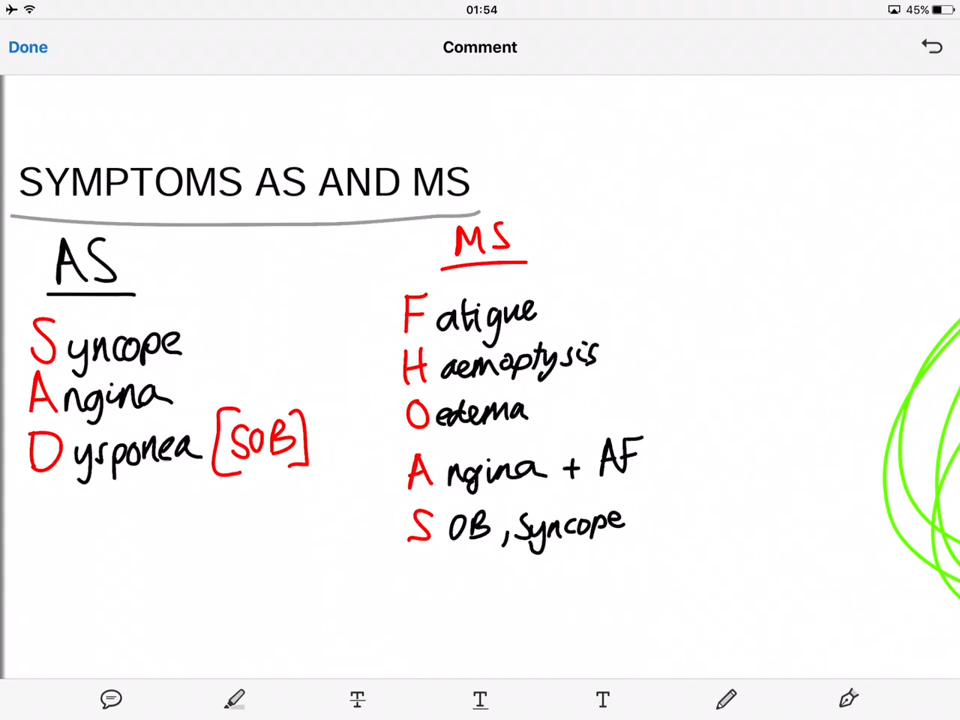 01:54
45%
Done
Comment
SYMPTOMS AS AND MS
AS
Syncope
Angina
Dysponea [SOB]
MS
Fatigue
Haemoptysis
Oedema
Angina + AF
SOB, Syncope
T
T
T